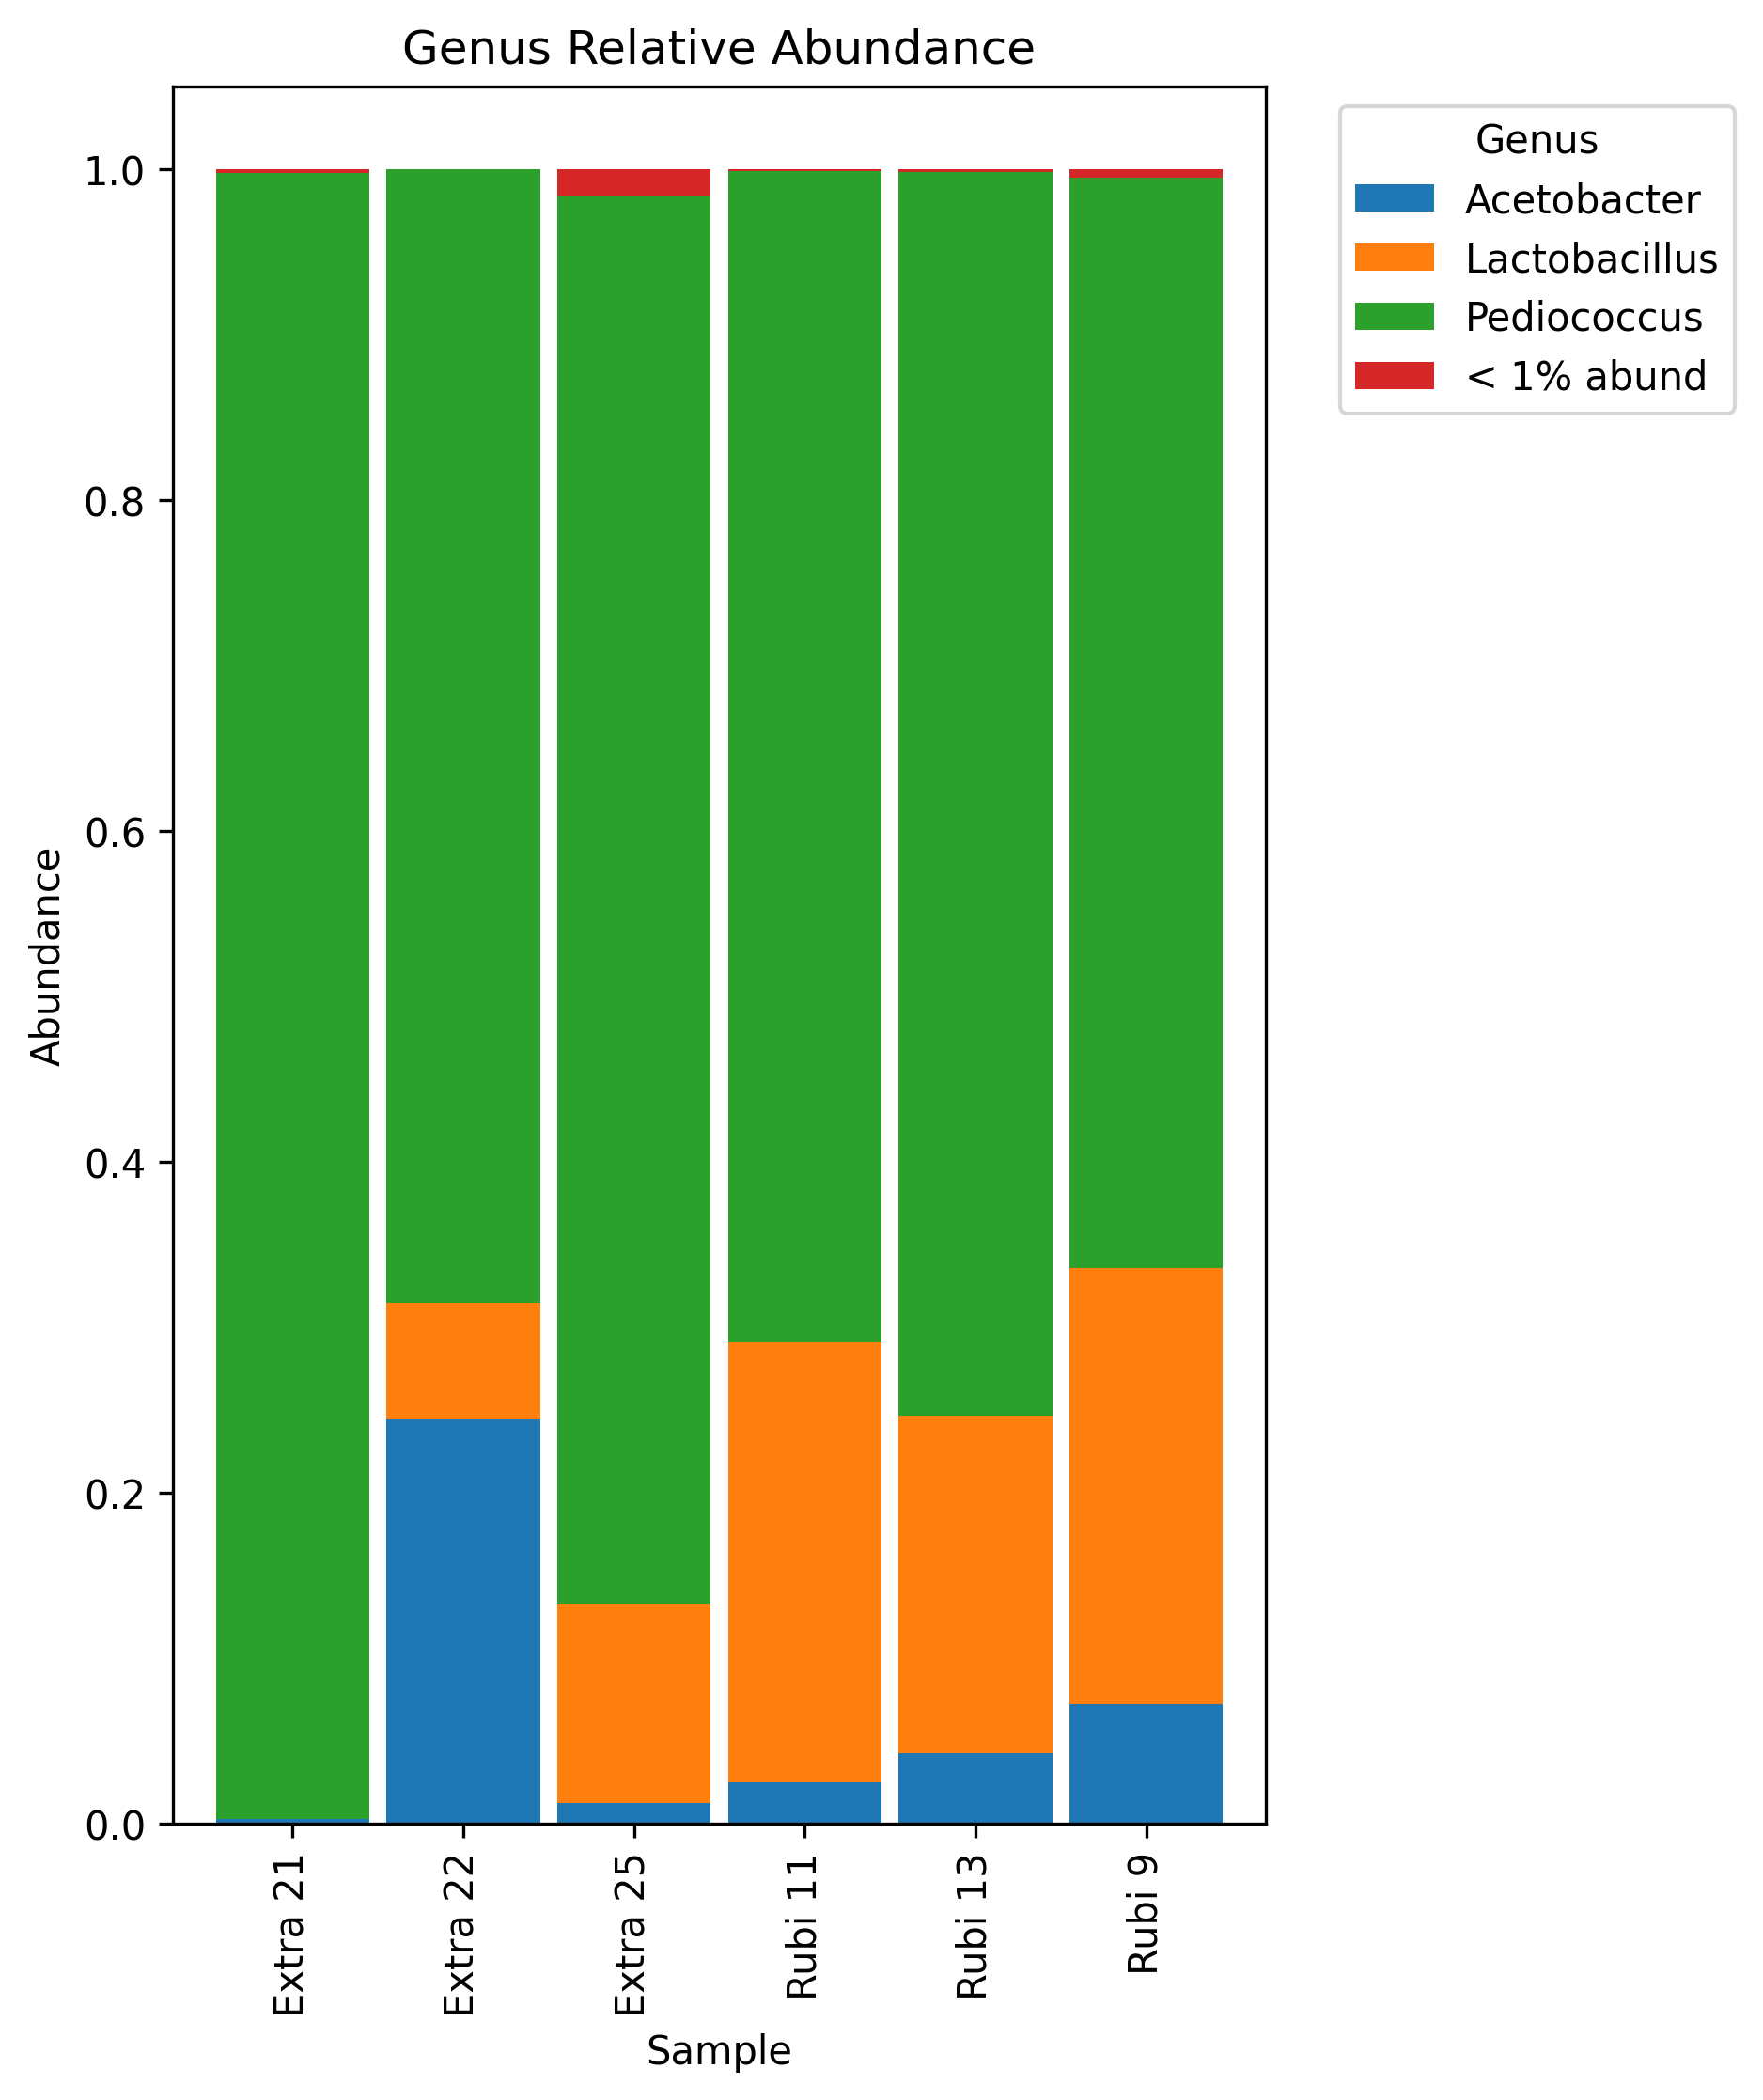 Genus Relative Abundance
Genus
Acetobacter
Lactobacillus
Pediococcus
< 1% abund
1.0
0.8
0.6
0.4
0.2
0.0
Abundance
Extra 21
Extra 22
Extra 25
Rubi 11
Rubi 13
Rubi 9
Sample